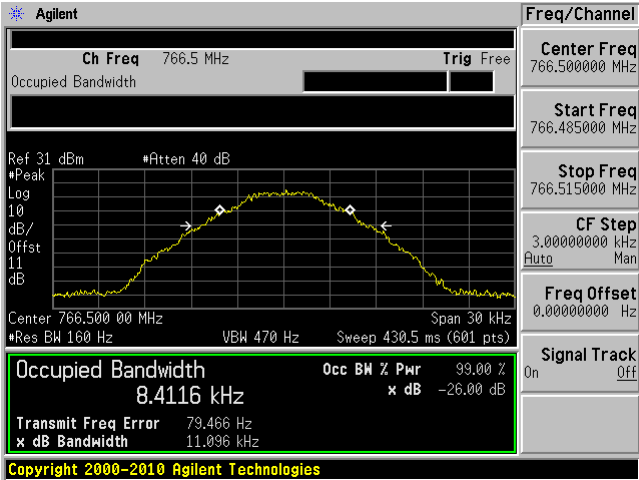 Agilent
Freq/Channel
Ch Freq 766.5 MHz Trig Free
Occupied Bandwidth
Center Freq
766.500000 MHz
Start Freq
766.485000 MHz
Stop Freq
766.515000 MHz
CF Step
3.00000000 kHz
Auto Man
Freq Offset
0.00000000 Hz
Signal Track
On Off
Ref 31 dBm #Atten 40 dB
#Peak
Log
10
dB/
Offst
11
dB
Center 766.500 00 MHz Span 30 kHz
#Res BW 160 Hz VBW 470 Hz Sweep 430.5 ms (601 pts)
Occupied Bandwidth Occ BW % Pwr 99.00 %
8.4116 kHz x dB -26.00 dB
Transmit Freq Error 79.466 Hz
x dB Bandwidth 11.096 kHz
Copyright 2000-2010 Agilent Technologies